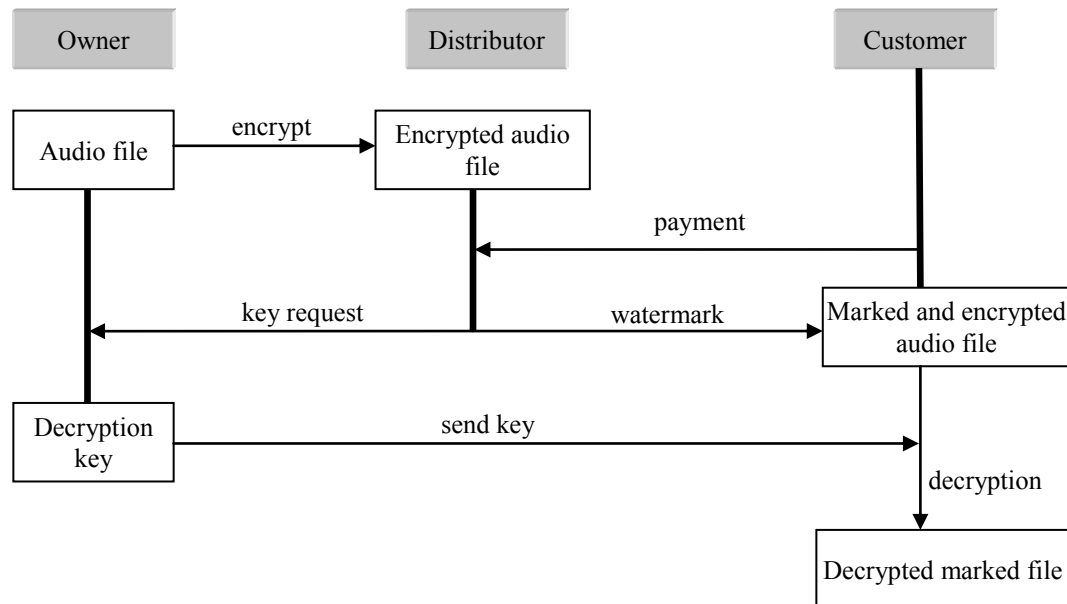 Owner
Distributor
Customer
Audio file
encrypt
Encrypted audio
file
payment
key request
watermark
Marked and encrypted
audio file
Decryption
key
send key
decryption
Decrypted marked file